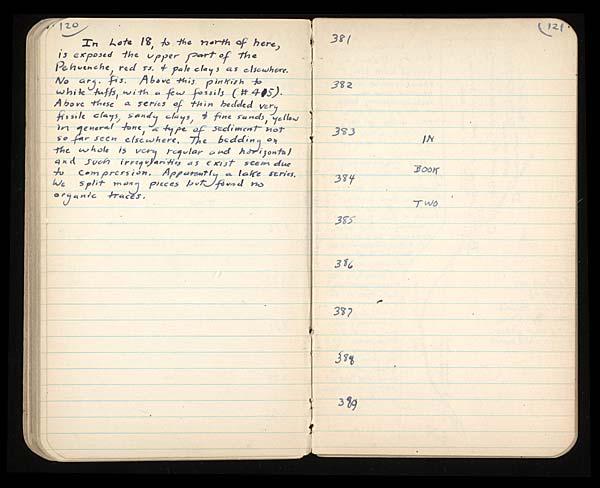 120
In Lote 18, to the north of here,
is exposed the upper part of the
Pehuenche, red ss. & pale clays as elsewhere.
No arg. fis. Above this pinkish to
white tuffs, with a few fossils (#405).
Above these a series of thin bedded very
fissile clays, sandy clays, & fine sands, yellow
in general tone, a type of sediment not
so far seen elsewhere. The bedding on
the whole is very regular and horizontal
and such irregularities as exist seem due
to compression. Apparently a lake series.
We split many pieces but found no
organic traces.
121
381
382
383
IN
BOOK
384
TWO
385
386
387
388
389